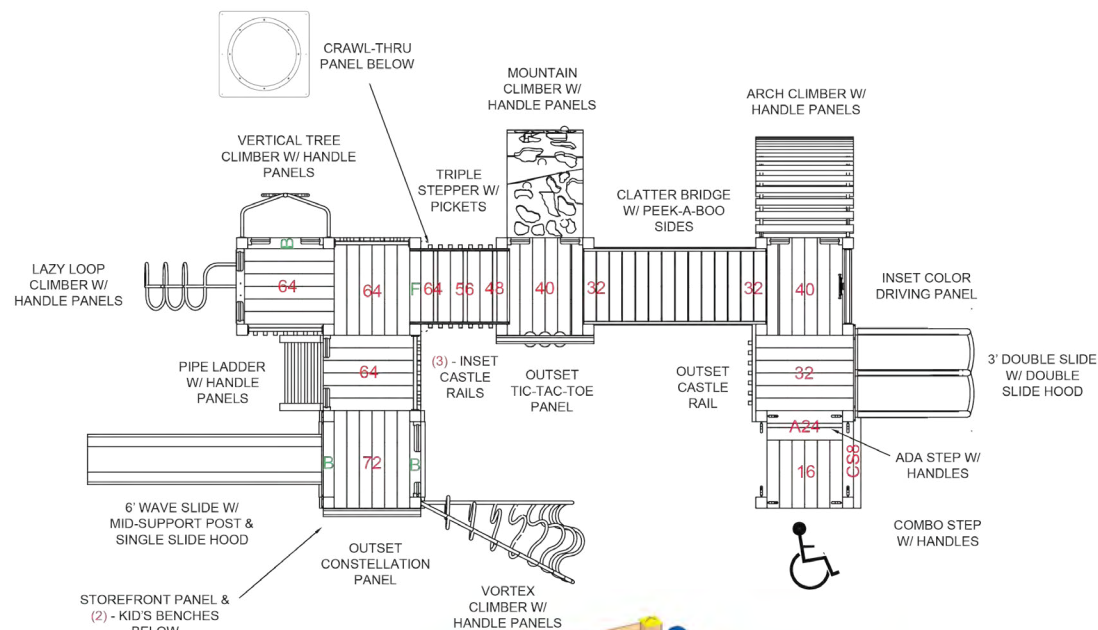 CRAWL-THRU
PANEL BELOW
MOUNTAIN
CLIMBER W/
HANDLE PANELS
ARCH CLIMBER W/
HANDLE PANELS
VERTICAL TREE
CLIMBER W/ HANDLE
PANELS
TRIPLE
STEPPER W/
PICKETS
CLATTER BRIDGE
W/ PEEK-A-BOO
SIDES
LAZY LOOP
CLIMBER W/
HANDLE PANELS
B
64
64
F
64
56
48
40
32
32
40
INSET COLOR
DRIVING PANEL
PIPE LADDER
W/ HANDLE
PANELS
64
(3) - INSET
CASTLE
RAILS
OUTSET
TIC-TAC-TOE
PANEL
OUTSET
CASTLE
RAIL
32
3' DOUBLE SLIDE
W/ DOUBLE
SLIDE HOOD
A24
16
CS8
ADA STEP W/
HANDLES
COMBO STEP
W/ HANDLES
B
72
B
6' WAVE SLIDE W/
MID-SUPPORT POST &
SINGLE SLIDE HOOD
OUTSET
CONSTELLATION
PANEL
VORTEX
CLIMBER W/
HANDLE PANELS
STOREFRONT PANEL &
(2) - KID'S BENCHES
BELOW